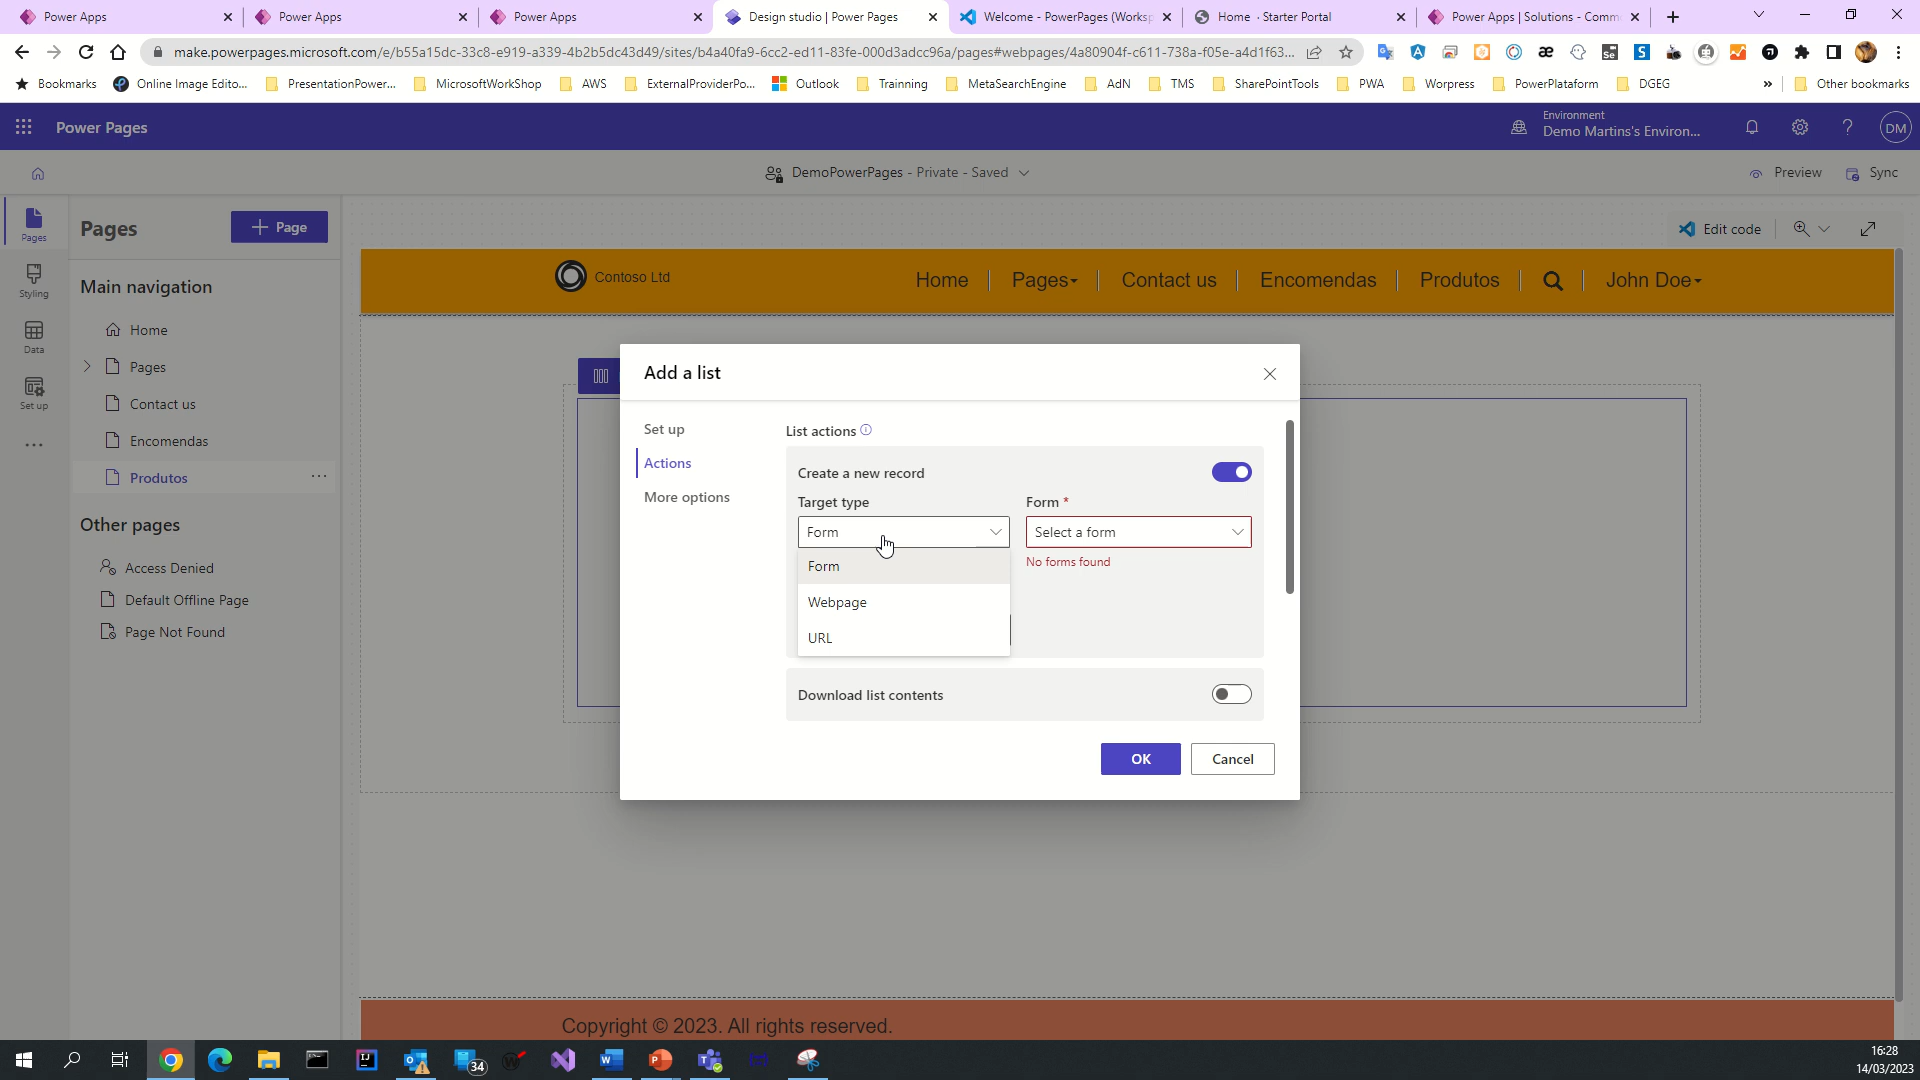 Power Apps
Power Apps
Power Apps
Design studio | Power Pages
Welcome - PowerPages (Worksp
Home · Starter Portal
Power Apps | Solutions - Comm
make.powerpages.microsoft.com/e/b55a15dc-33c8-e919-a339-4b2b5dc43d49/sites/b4a40fa9-6cc2-ed11-83fe-000d3adcc96a/pages#webpages/4a80904f-c611-738a-f05e-a4d1f63...
Bookmarks
Online Image Edito...
PresentationPower...
MicrosoftWorkShop
AWS
ExternalProviderPo...
Outlook
Trainning
MetaSearchEngine
AdN
TMS
SharePointTools
PWA
Worpress
PowerPlataform
DGEG
»
Other bookmarks
Power Pages
Environment
Demo Martins's Environ...
DM
DemoPowerPages - Private - Saved
Preview
Sync
Pages
Styling
Data
Set up
Pages
+ Page
Main navigation
Home
Pages
Contact us
Encomendas
Produtos
Other pages
Access Denied
Default Offline Page
Page Not Found
Edit code
Contoso Ltd
Home
Pages
Contact us
Encomendas
Produtos
John Doe
Add a list
Set up
Actions
More options
List actions
Create a new record
Target type
Form *
Form
Select a form
No forms found
Form
Webpage
URL
Download list contents
OK
Cancel
Copyright © 2023. All rights reserved.
34
16:28
14/03/2023